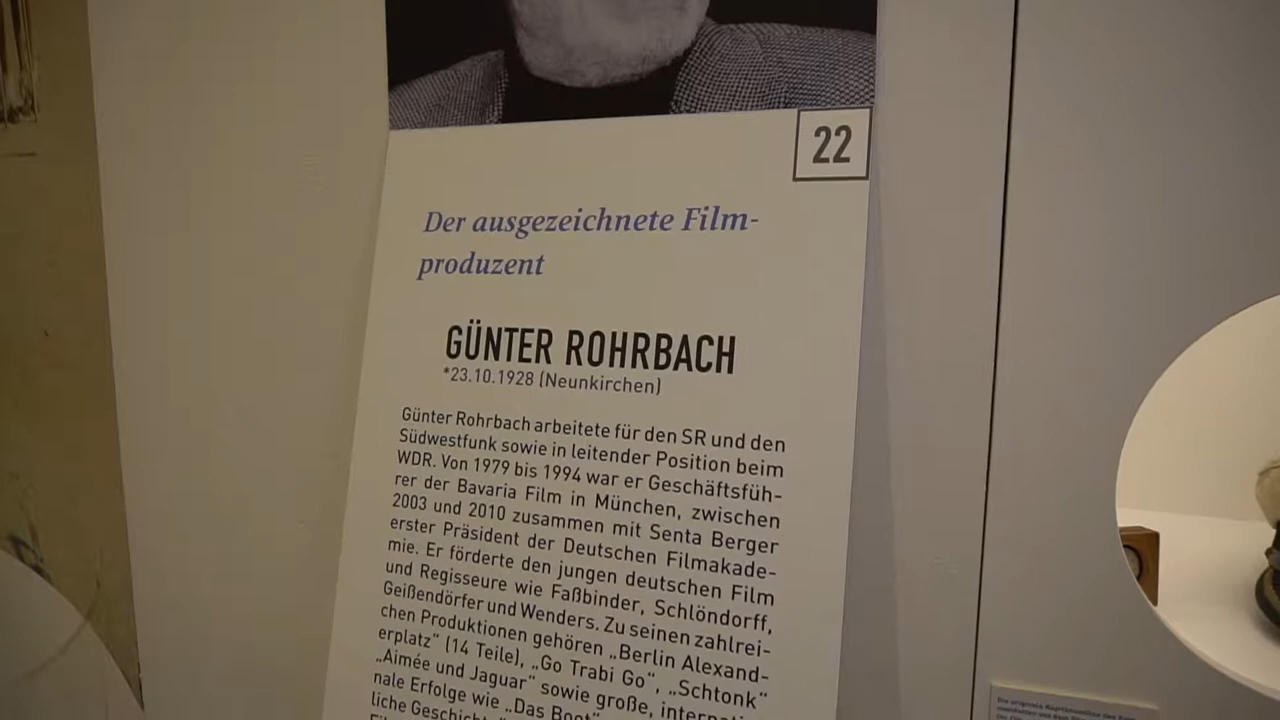 22
Der ausgezeichnete Film-
produzent
GÜNTER ROHRBACH
*23.10.1928 (Neunkirchen)
Günter Rohrbach arbeitete für den SR und den
Südwestfunk sowie in leitender Position beim
WDR. Von 1979 bis 1994 war er Geschäftsfüh-
rer der Bavaria Film in München, zwischen
2003 und 2010 zusammen mit Senta Berger
erster Präsident der Deutschen Filmakade-
mie. Er förderte den jungen deutschen Film
und Regisseure wie Faßbinder, Schlöndorff,
Geißendörfer und Wenders. Zu seinen zahlrei-
chen Produktionen gehören „Berlin Alexand-
erplatz“ (14 Teile), „Go Trabi Go“, „Schtonk“
„Aimée und Jaguar“ sowie große, internatio-
nale Erfolge wie „Das Boot“
liche